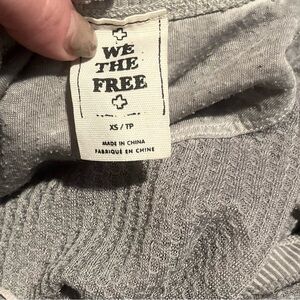 WE
THE
FREE
XS / TP
MADE IN CHINA
FABRIQUÉ EN CHINE